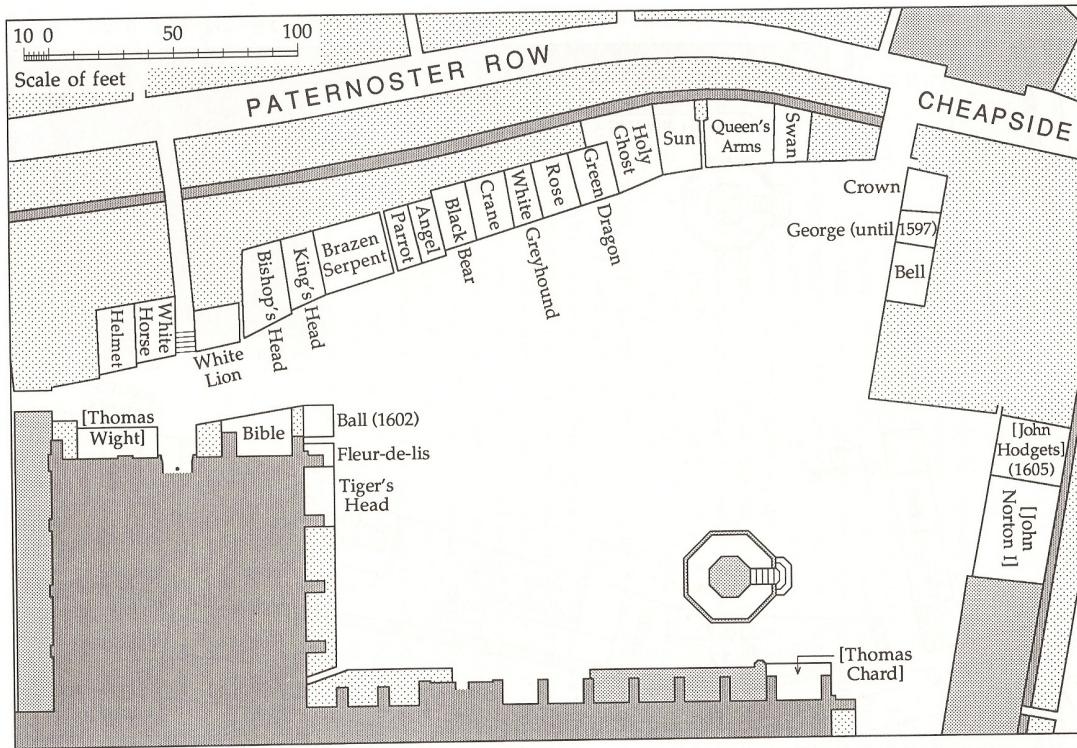 10 0 50 100
Scale of feet
PATERNOSTER ROW
CHEAPSIDE
Helmet
White
Horse
White
Lion
Bishop's Head
King's Head
Brazen
Serpent
Parrot
Angel
Black Bear
Crane
White Greyhound
Rose
Green Dragon
Holy
Ghost
Sun
Queen's
Arms
Swan
Crown
George (until 1597)
Bell
[Thomas
Wight]
Bible
Ball (1602)
Fleur-de-lis
Tiger's
Head
[John
Hodgets]
(1605)
[John
Norton I]
[Thomas
Chard]